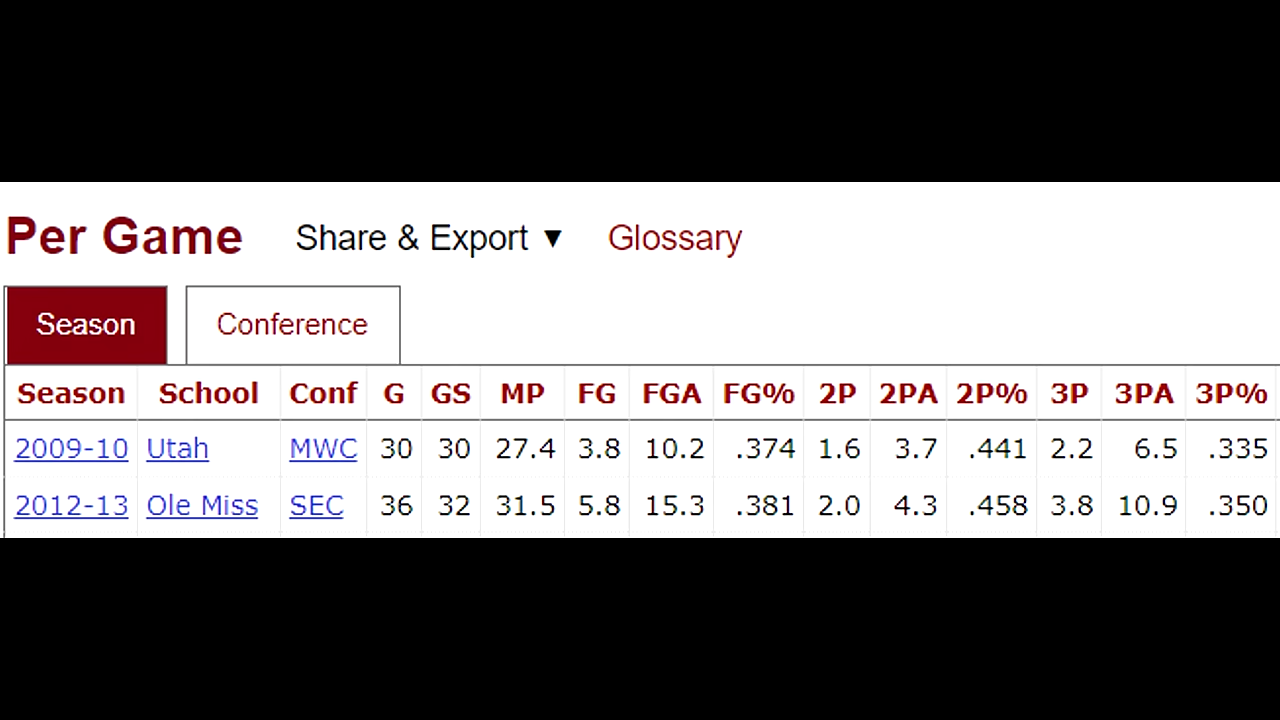 Per Game Share & Export ▼ Glossary
Season Conference
Season School Conf G GS MP FG FGA FG% 2P 2PA 2P% 3P 3PA 3P%
2009-10 Utah MWC 30 30 27.4 3.8 10.2 .374 1.6 3.7 .441 2.2 6.5 .335
2012-13 Ole Miss SEC 36 32 31.5 5.8 15.3 .381 2.0 4.3 .458 3.8 10.9 .350